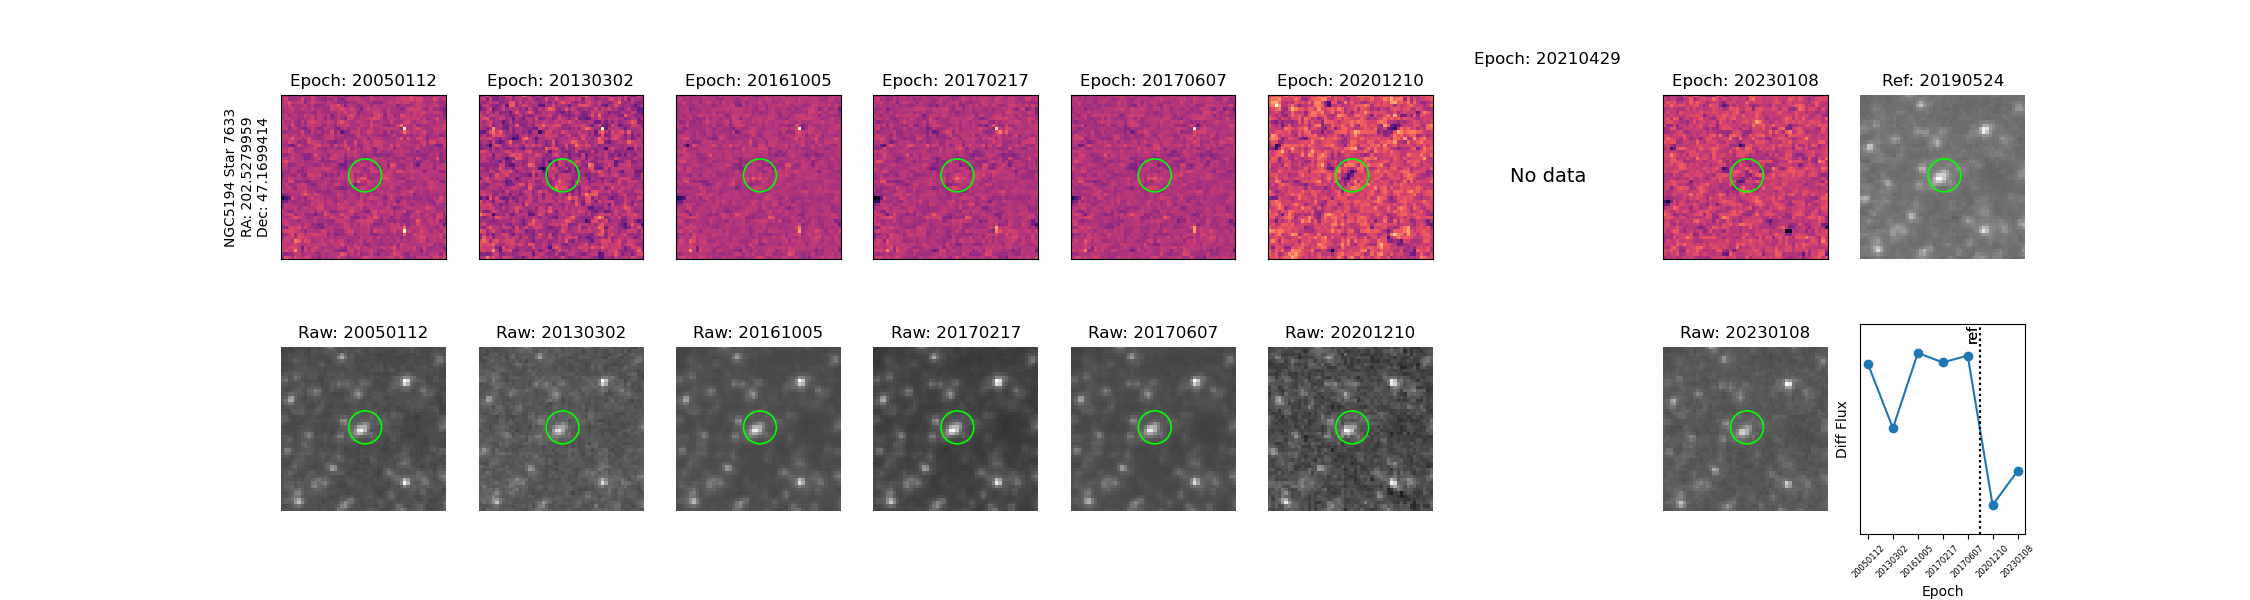 Epoch: 20210429
Epoch: 20050112
Epoch: 20130302
Epoch: 20161005
Epoch: 20170217
Epoch: 20170607
Epoch: 20201210
Epoch: 20230108
Ref: 20190524
NGC5194 Star 7633
RA: 202.5279959
Dec: 47.1699414
No data
Raw: 20050112
Raw: 20130302
Raw: 20161005
Raw: 20170217
Raw: 20170607
Raw: 20201210
Raw: 20230108
ref
Diff Flux
20050112
20130302
20161005
20170217
20170607
20201210
20230108
Epoch